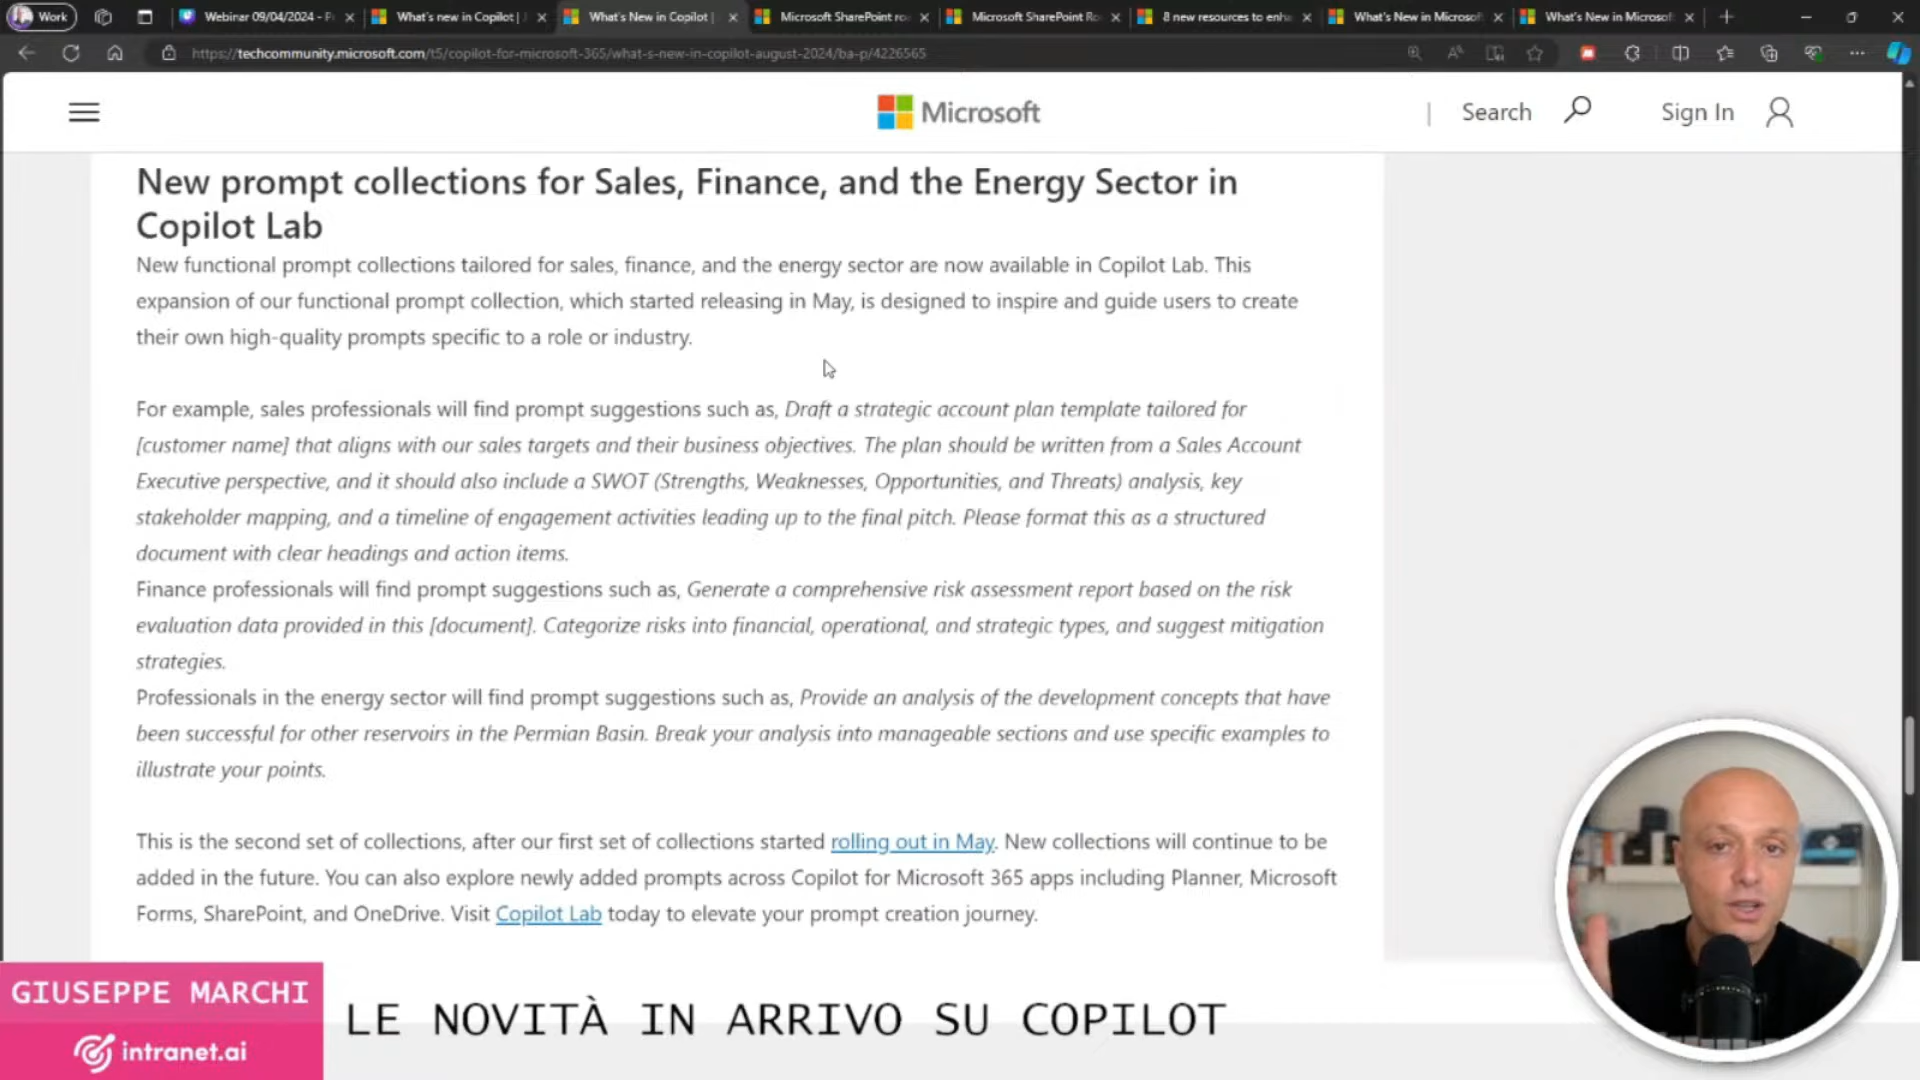 Work
Webinar 09/04/2024 - P
What's new in Copilot |
What's New in Copilot |
Microsoft SharePoint ro
Microsoft SharePoint Ro
8 new resources to enha
What's New in Microsof
What's New in Microsof
https://techcommunity.microsoft.com/t5/copilot-for-microsoft-365/what-s-new-in-copilot-august-2024/ba-p/4226565
Microsoft
Search
Sign In
New prompt collections for Sales, Finance, and the Energy Sector in
Copilot Lab
New functional prompt collections tailored for sales, finance, and the energy sector are now available in Copilot Lab. This
expansion of our functional prompt collection, which started releasing in May, is designed to inspire and guide users to create
their own high-quality prompts specific to a role or industry.
For example, sales professionals will find prompt suggestions such as, Draft a strategic account plan template tailored for
[customer name] that aligns with our sales targets and their business objectives. The plan should be written from a Sales Account
Executive perspective, and it should also include a SWOT (Strengths, Weaknesses, Opportunities, and Threats) analysis, key
stakeholder mapping, and a timeline of engagement activities leading up to the final pitch. Please format this as a structured
document with clear headings and action items.
Finance professionals will find prompt suggestions such as, Generate a comprehensive risk assessment report based on the risk
evaluation data provided in this [document]. Categorize risks into financial, operational, and strategic types, and suggest mitigation
strategies.
Professionals in the energy sector will find prompt suggestions such as, Provide an analysis of the development concepts that have
been successful for other reservoirs in the Permian Basin. Break your analysis into manageable sections and use specific examples to
illustrate your points.
This is the second set of collections, after our first set of collections started rolling out in May. New collections will continue to be
added in the future. You can also explore newly added prompts across Copilot for Microsoft 365 apps including Planner, Microsoft
Forms, SharePoint, and OneDrive. Visit Copilot Lab today to elevate your prompt creation journey.
GIUSEPPE MARCHI
intranet.ai
LE NOVITÀ IN ARRIVO SU COPILOT